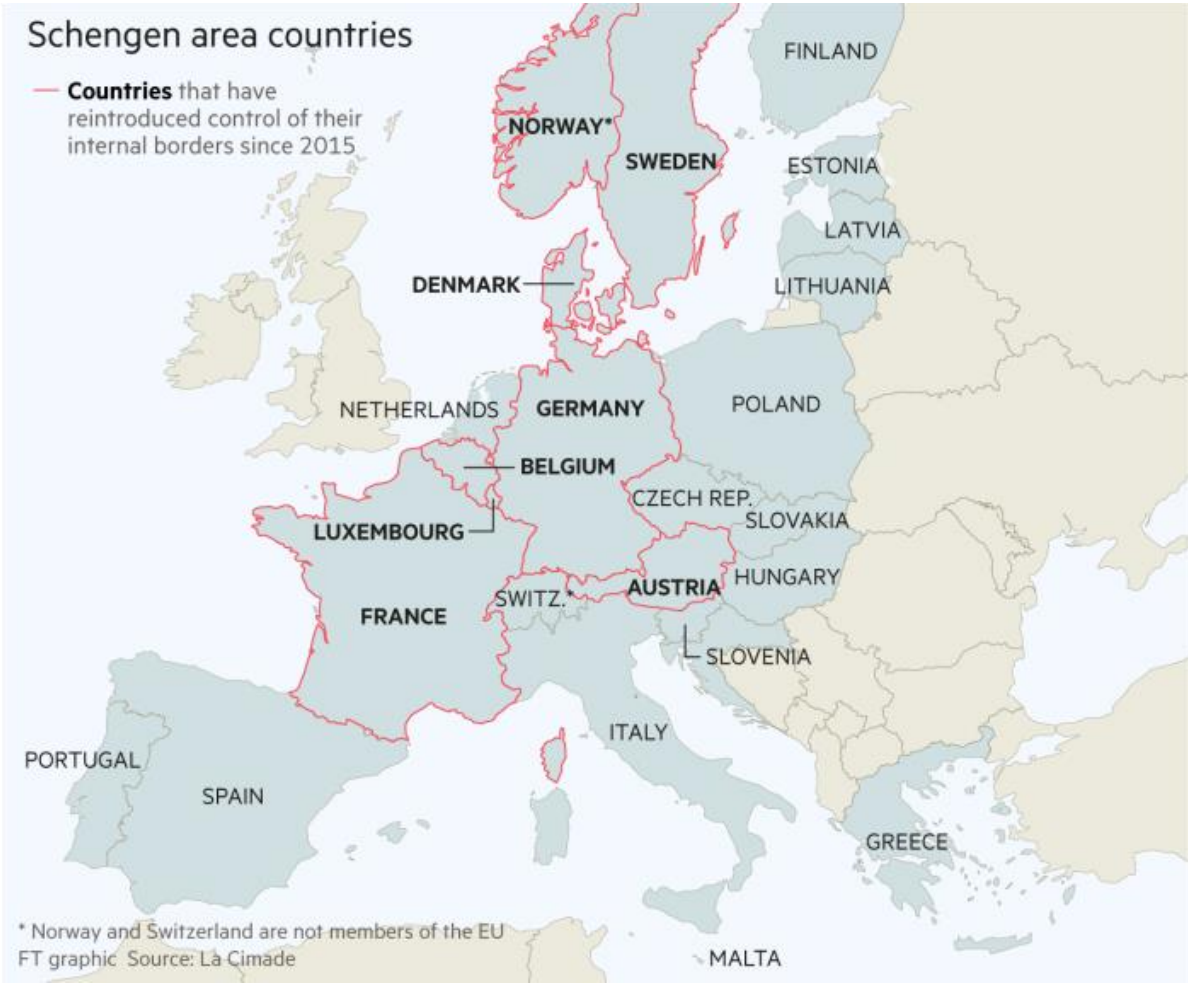 Schengen area countries
Countries that have
reintroduced control of their
internal borders since 2015
FINLAND
NORWAY*
SWEDEN
ESTONIA
LATVIA
DENMARK
LITHUANIA
NETHERLANDS
GERMANY
POLAND
BELGIUM
CZECH REP.
SLOVAKIA
LUXEMBOURG
AUSTRIA
HUNGARY
SWITZ.*
FRANCE
SLOVENIA
ITALY
PORTUGAL
SPAIN
GREECE
* Norway and Switzerland are not members of the EU
FT graphic Source: La Cimade
MALTA